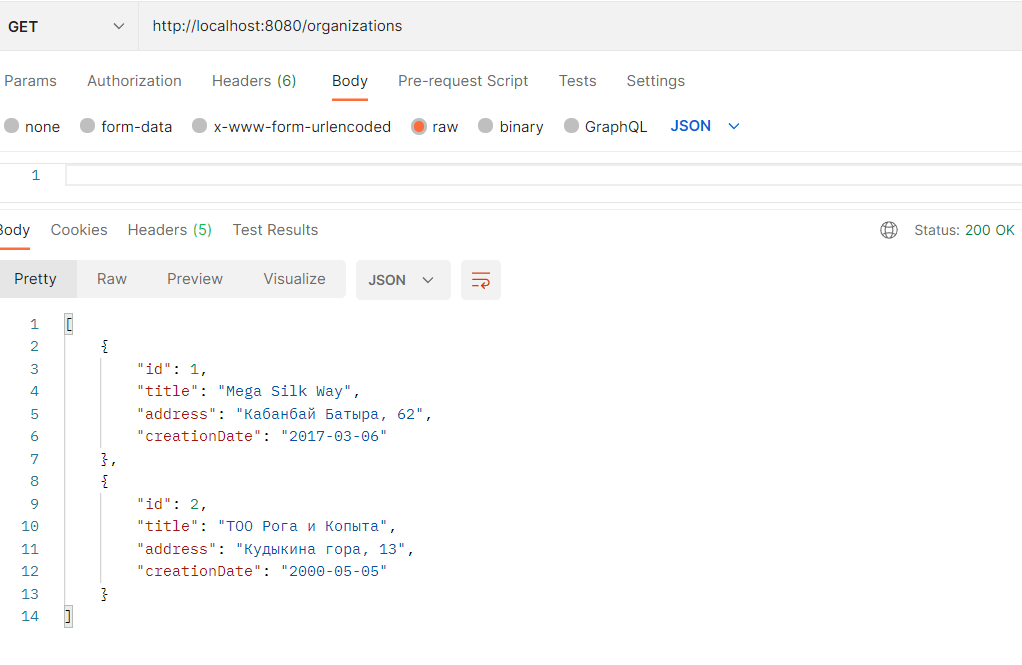 GET http://localhost:8080/organizations
Params Authorization Headers (6) Body Pre-request Script Tests Settings
none form-data x-www-form-urlencoded raw binary GraphQL JSON
1
Body Cookies Headers (5) Test Results Status: 200 OK
Pretty Raw Preview Visualize JSON
1 [
2 {
3 "id": 1,
4 "title": "Mega Silk Way",
5 "address": "Кабанбай Батыра, 62",
6 "creationDate": "2017-03-06"
7 },
8 {
9 "id": 2,
10 "title": "ТОО Рога и Копыта",
11 "address": "Кудыкина гора, 13",
12 "creationDate": "2000-05-05"
13 }
14 ]